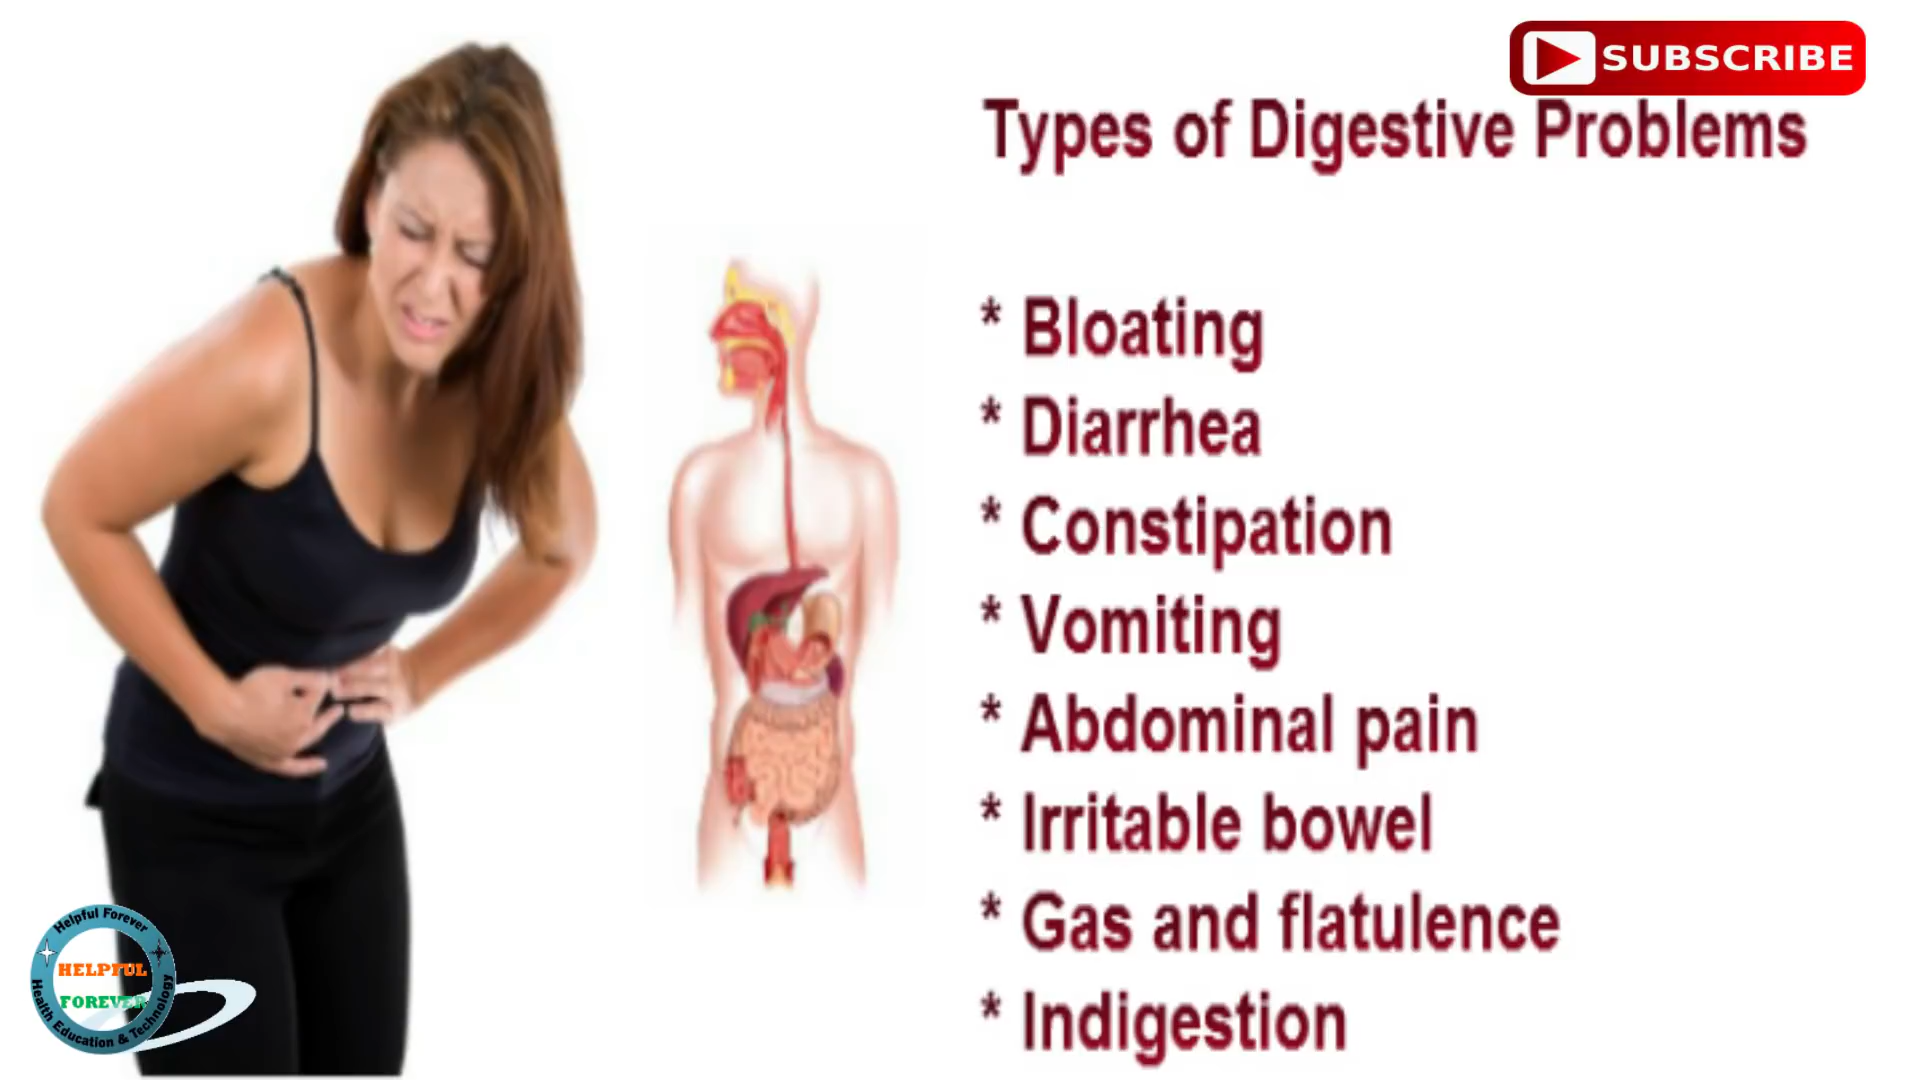 SUBSCRIBE
Types of Digestive Problems
* Bloating
* Diarrhea
* Constipation
* Vomiting
* Abdominal pain
* Irritable bowel
* Gas and flatulence
* Indigestion
Helpful Forever
HELPFUL
FOREVER
Health Education & Technology